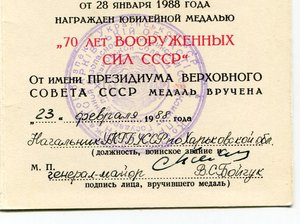 ОТ 28 ЯНВАРЯ 1988 ГОДА
НАГРАЖДЕН ЮБИЛЕЙНОЙ МЕДАЛЬЮ
„70 ЛЕТ ВООРУЖЕННЫХ
СИЛ СССР"
От имени ПРЕЗИДИУМА ВЕРХОВНОГО
СОВЕТА СССР МЕДАЛЬ ВРУЧЕНА
„23" февраля 1988 года
Начальник УКГБ УССР по Харьковской обл.
(должность, воинское звание
М. П.
генерал-майор В.С. Бойчук
подпись лица, вручившего медаль)